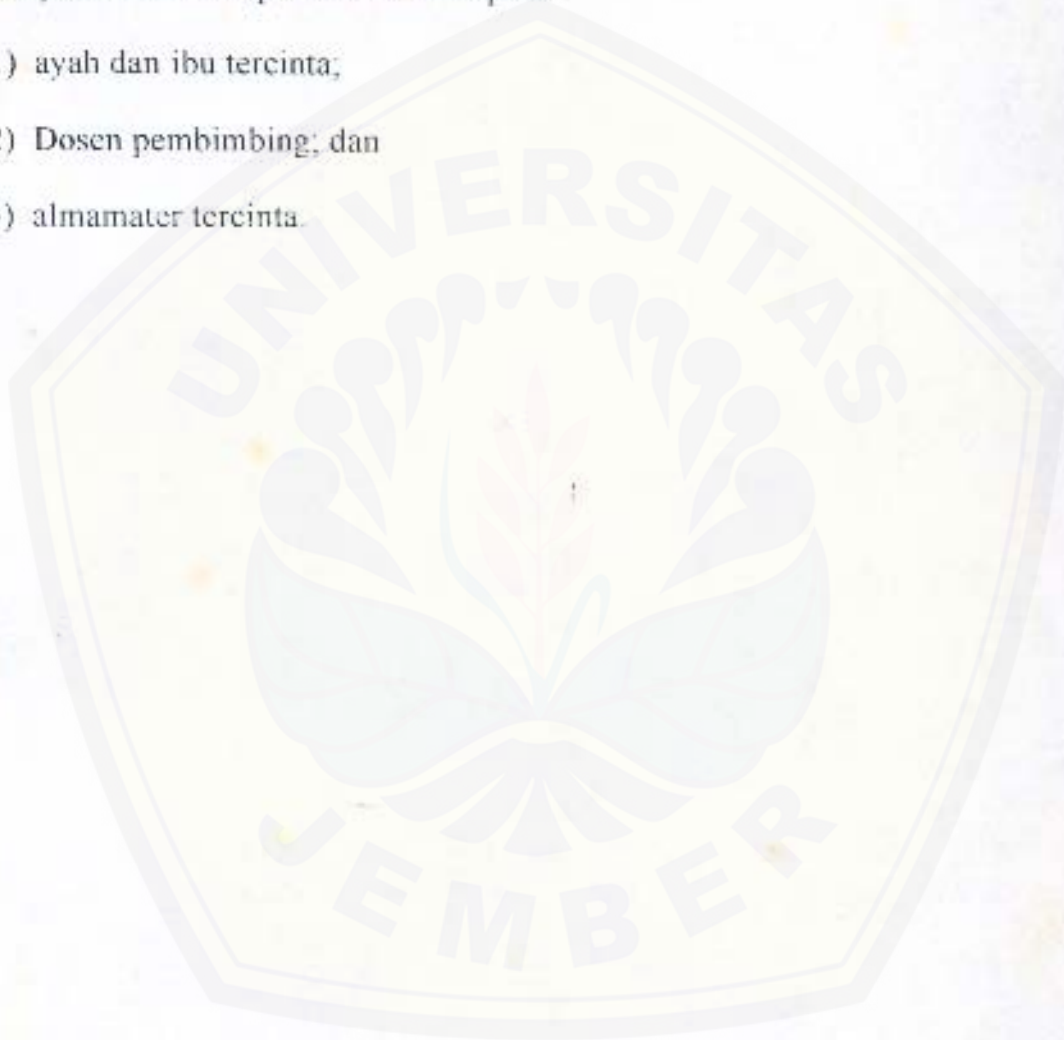 ) ayah dan ibu tercinta;
2) Dosen pembimbing; dan
) almamater tercinta.
UNIVERSITAS
JEMBER